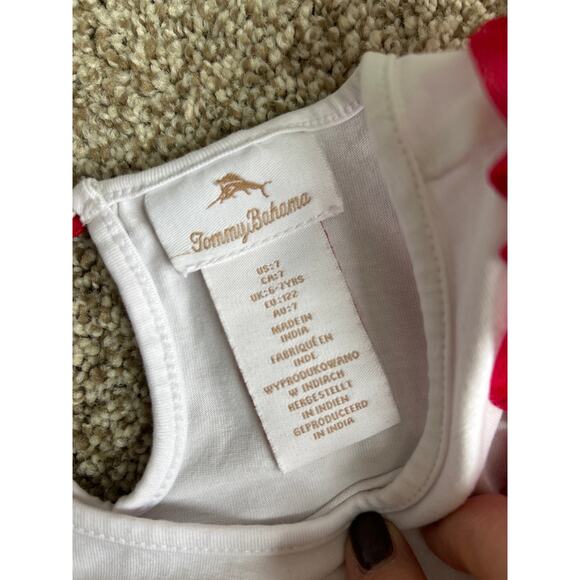 Tommy Bahama
US:7
CA:7
UK:6-7YRS
EU:122
AU:7
MADE IN
INDIA
FABRIQUÉ EN
INDE
WYPRODUKOWANO
W INDIACH
HERGESTELLT
IN INDIEN
GEPRODUCEERD
IN INDIA